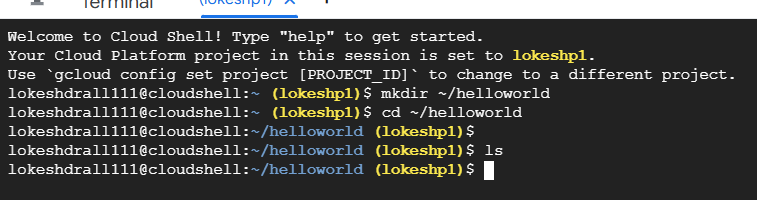 Terminal
(lokeshp1)
Welcome to Cloud Shell! Type "help" to get started.
Your Cloud Platform project in this session is set to lokeshp1.
Use `gcloud config set project [PROJECT_ID]` to change to a different project.
lokeshdrall111@cloudshell:~ (lokeshp1)$ mkdir ~/helloworld
lokeshdrall111@cloudshell:~ (lokeshp1)$ cd ~/helloworld
lokeshdrall111@cloudshell:~/helloworld (lokeshp1)$
lokeshdrall111@cloudshell:~/helloworld (lokeshp1)$ ls
lokeshdrall111@cloudshell:~/helloworld (lokeshp1)$